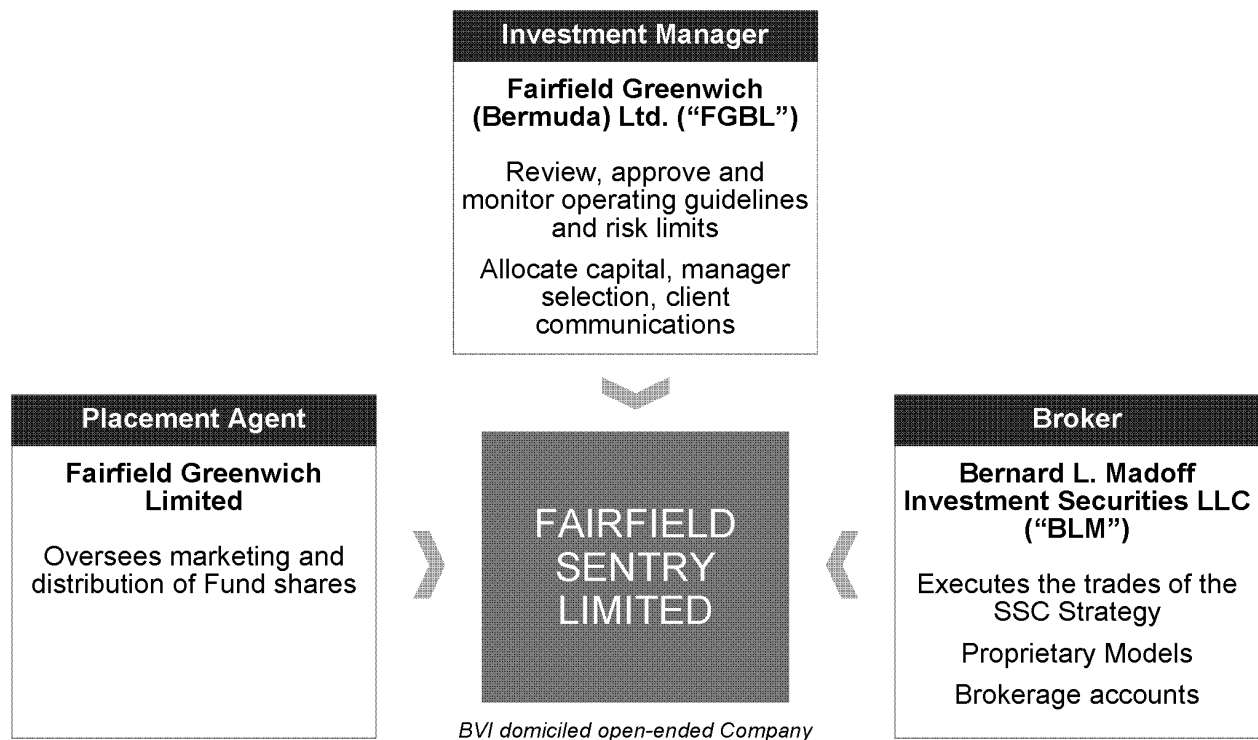 Investment Manager
Fairfield Greenwich
(Bermuda) Ltd. (“FGBL”)
Review, approve and
monitor operating guidelines
and risk limits
Allocate capital, manager
selection, client
communications
Placement Agent
Fairfield Greenwich
Limited
Oversees marketing and
distribution of Fund shares
FAIRFIELD
SENTRY
LIMITED
BVI domiciled open-ended Company
Broker
Bernard L. Madoff
Investment Securities LLC
(“BLM”)
Executes the trades of the
SSC Strategy
Proprietary Models
Brokerage accounts